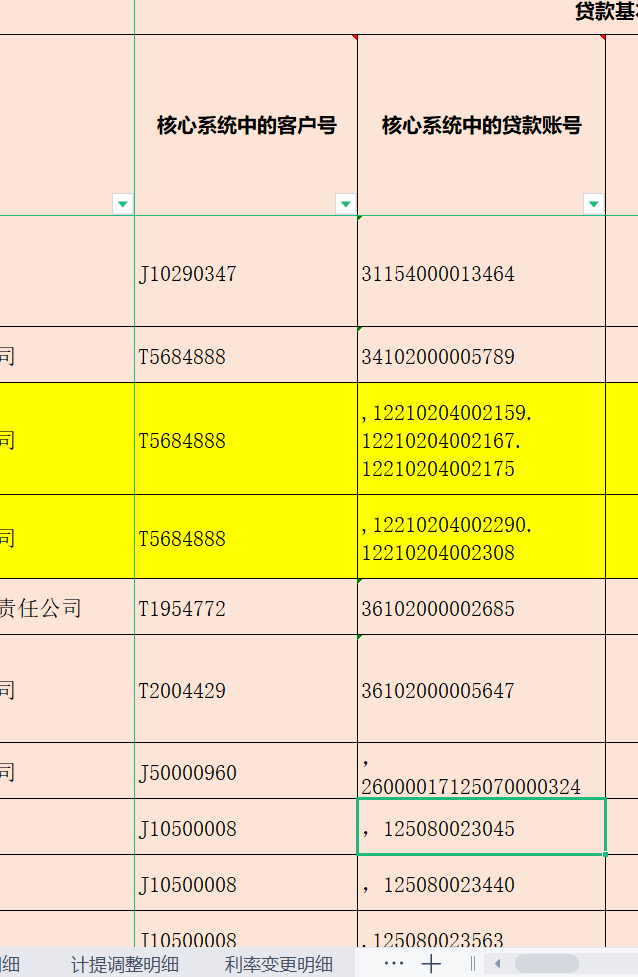 贷款基
核心系统中的客户号 核心系统中的贷款账号
J10290347 31154000013464
司 T5684888 34102000005789
司 T5684888 ,12210204002159.
12210204002167.
12210204002175
司 T5684888 ,12210204002290.
12210204002308
责任公司 T1954772 36102000002685
司 T2004429 36102000005647
司 J50000960 ，
26000017125070000324
J10500008 ，125080023045
J10500008 ，125080023440
J10500008 ,125080023563
细 计提调整明细 利率变更明细 ··· +